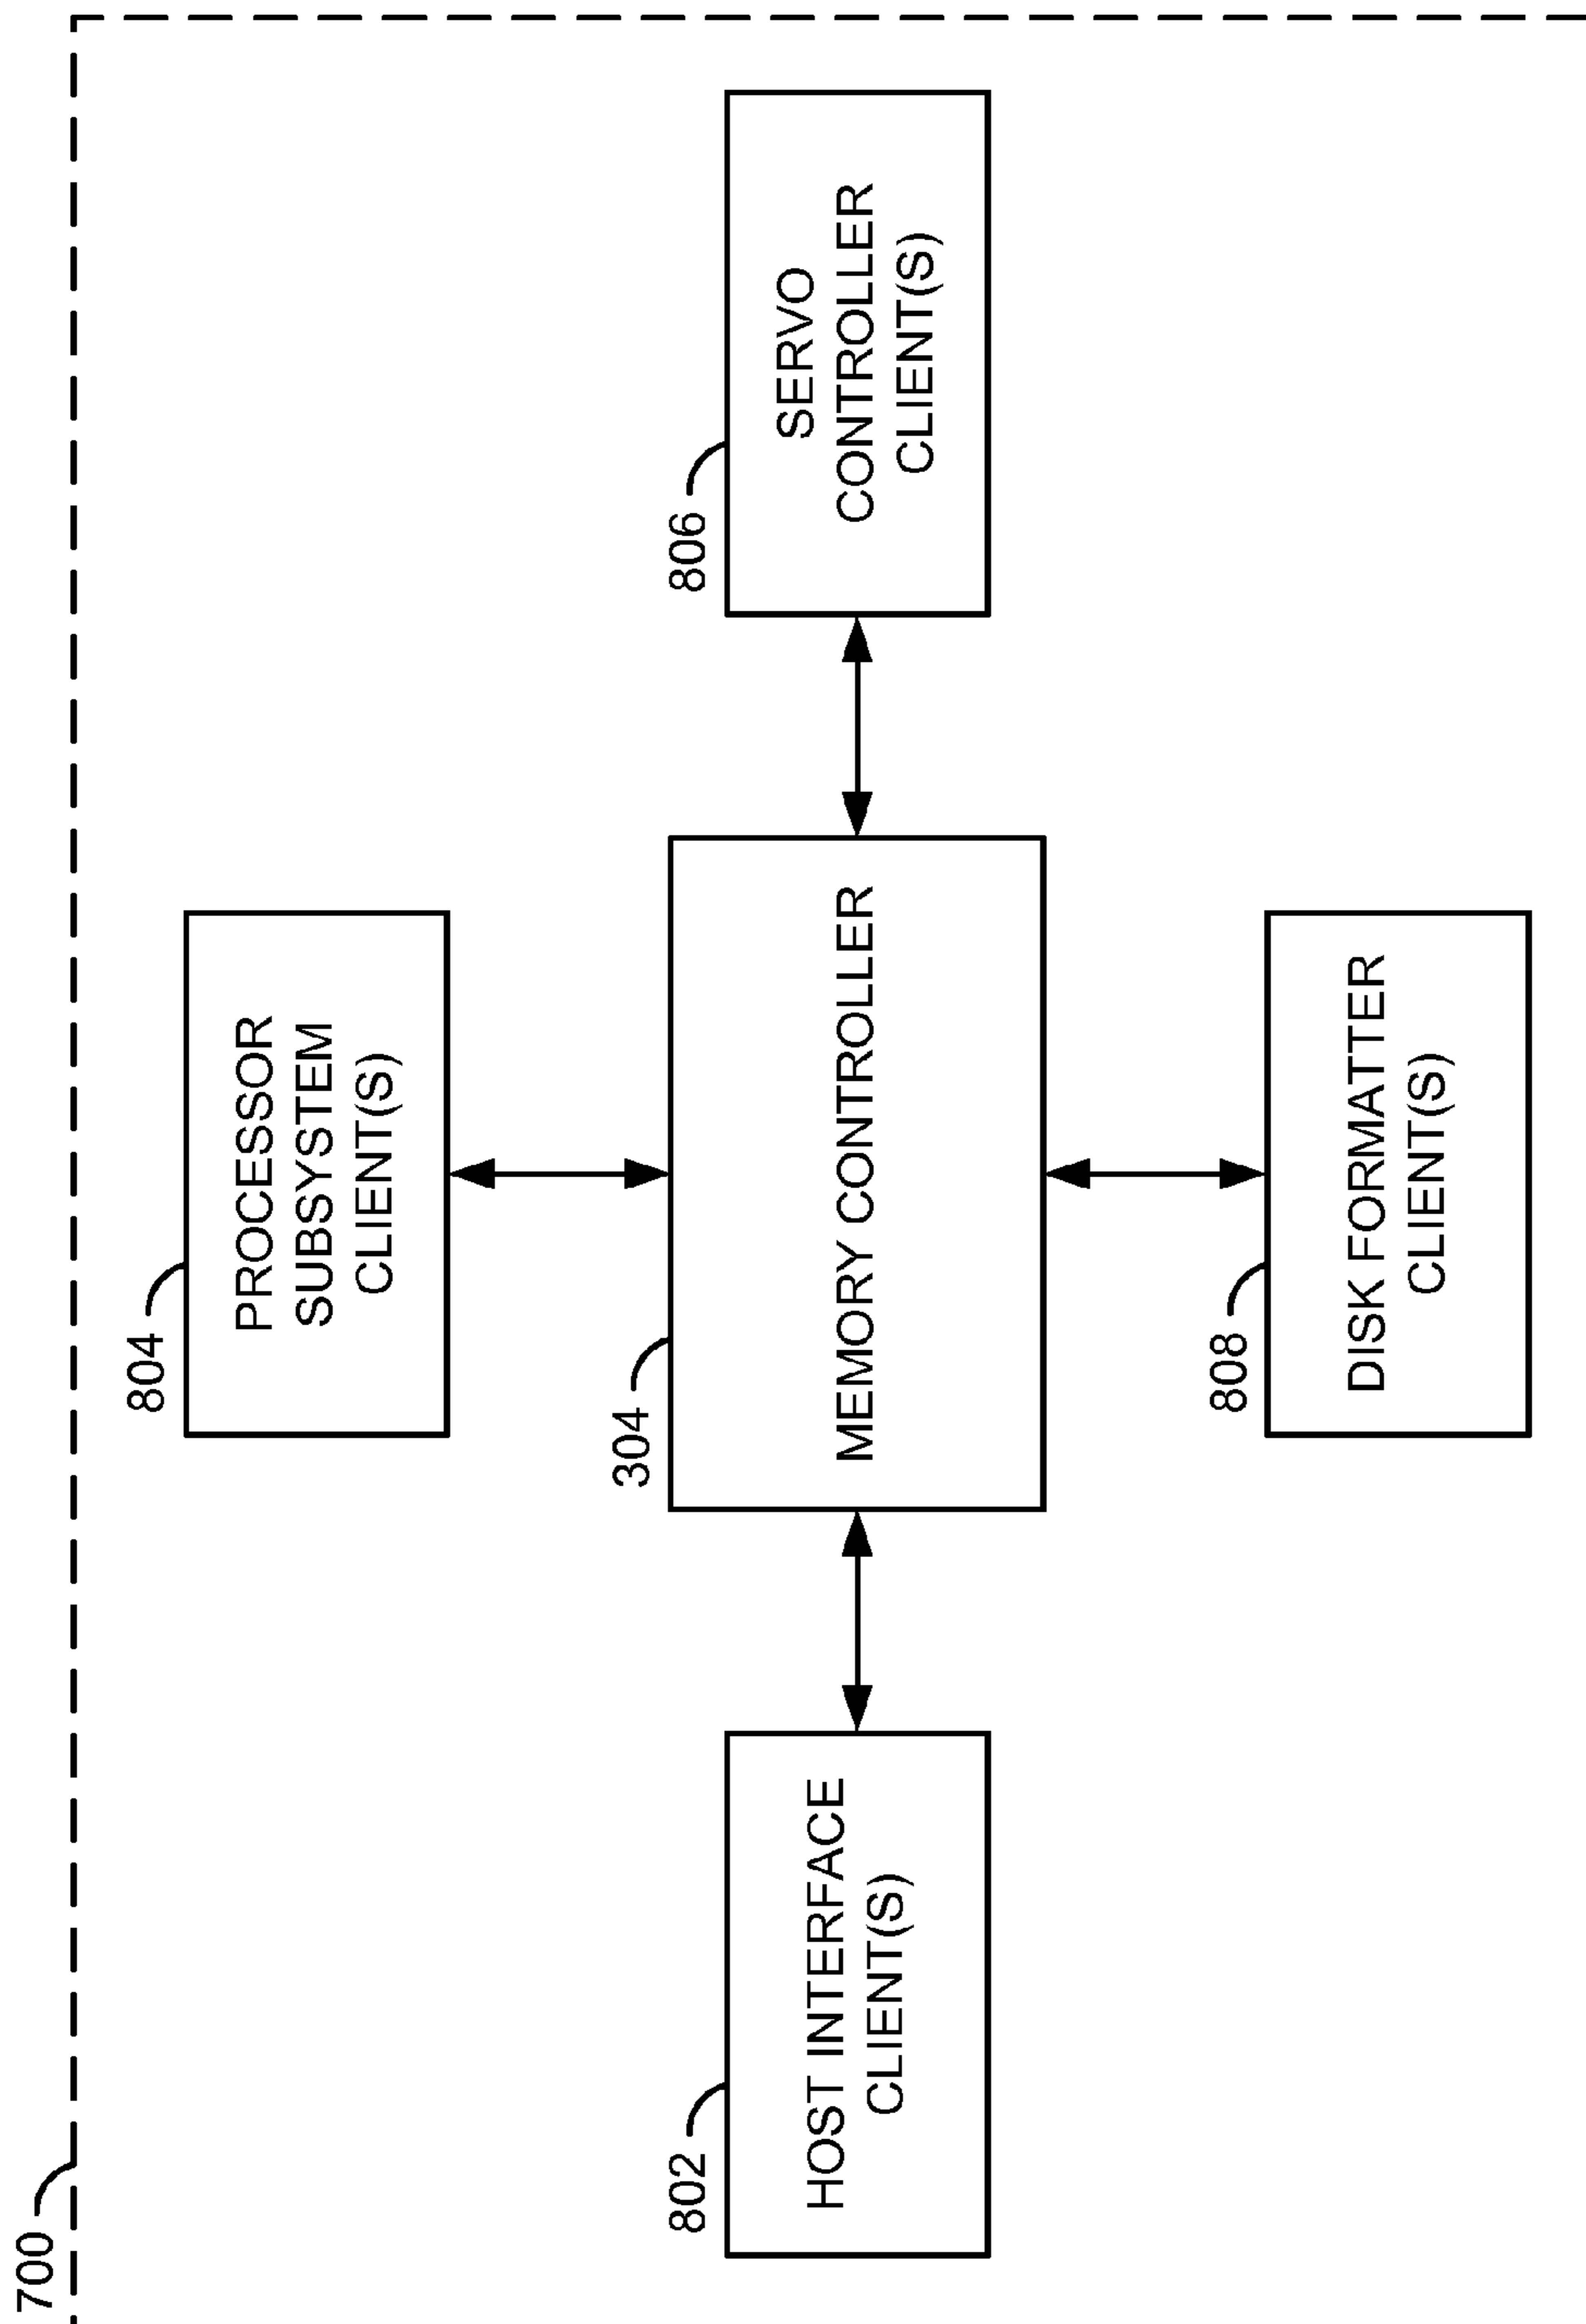 700
804
PROCESSOR
SUBSYSTEM
CLIENT(S)
802
HOST INTERFACE
CLIENT(S)
304
MEMORY CONTROLLER
806
SERVO
CONTROLLER
CLIENT(S)
808
DISK FORMATTER
CLIENT(S)